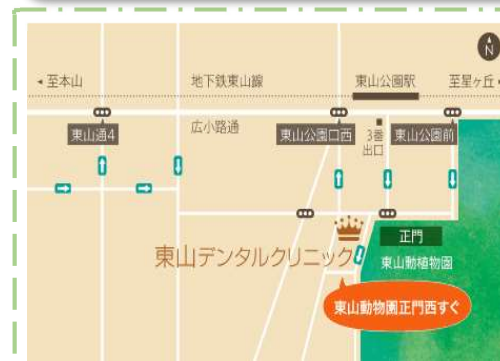 N
◂ 至本山
地下鉄東山線
東山公園駅
至星ヶ丘
東山通4
広小路通
東山公園口西
3番
出口
東山公園前
正門
東山デンタルクリニック
東山動植物園
東山動物園正門西すぐ